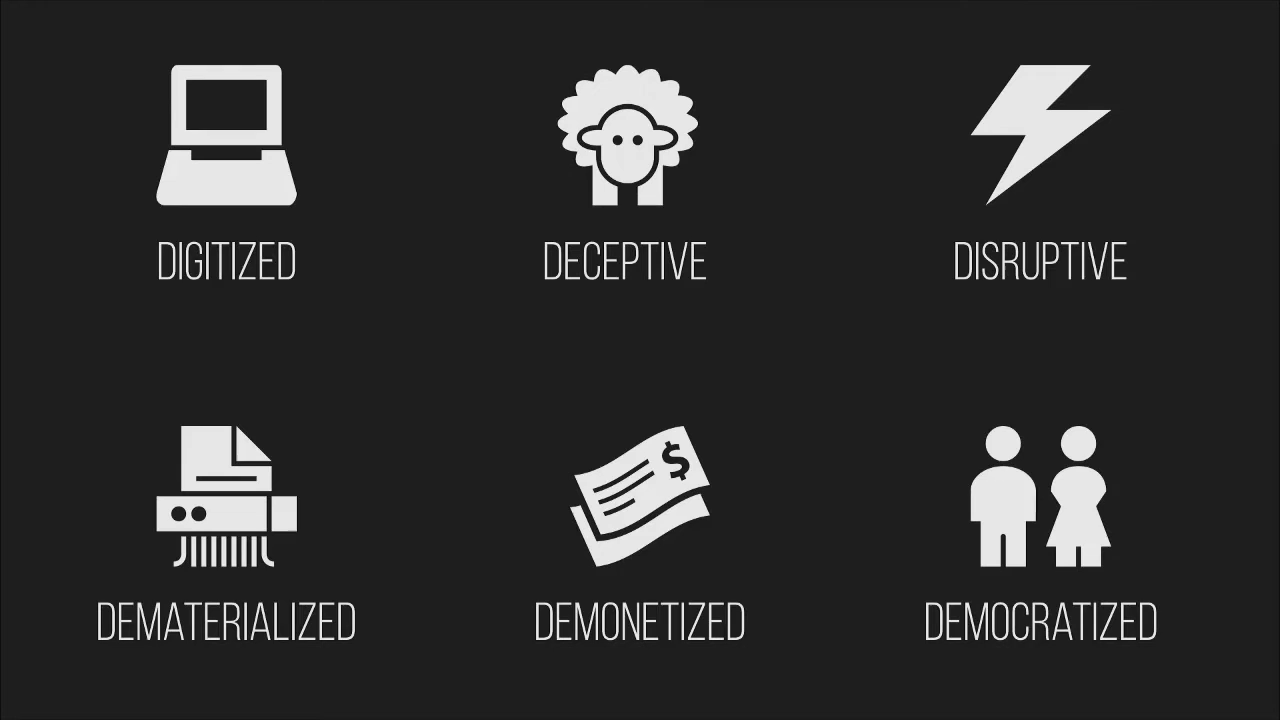 DIGITIZED
DECEPTIVE
DISRUPTIVE
$
DEMATERIALIZED
DEMONETIZED
DEMOCRATIZED